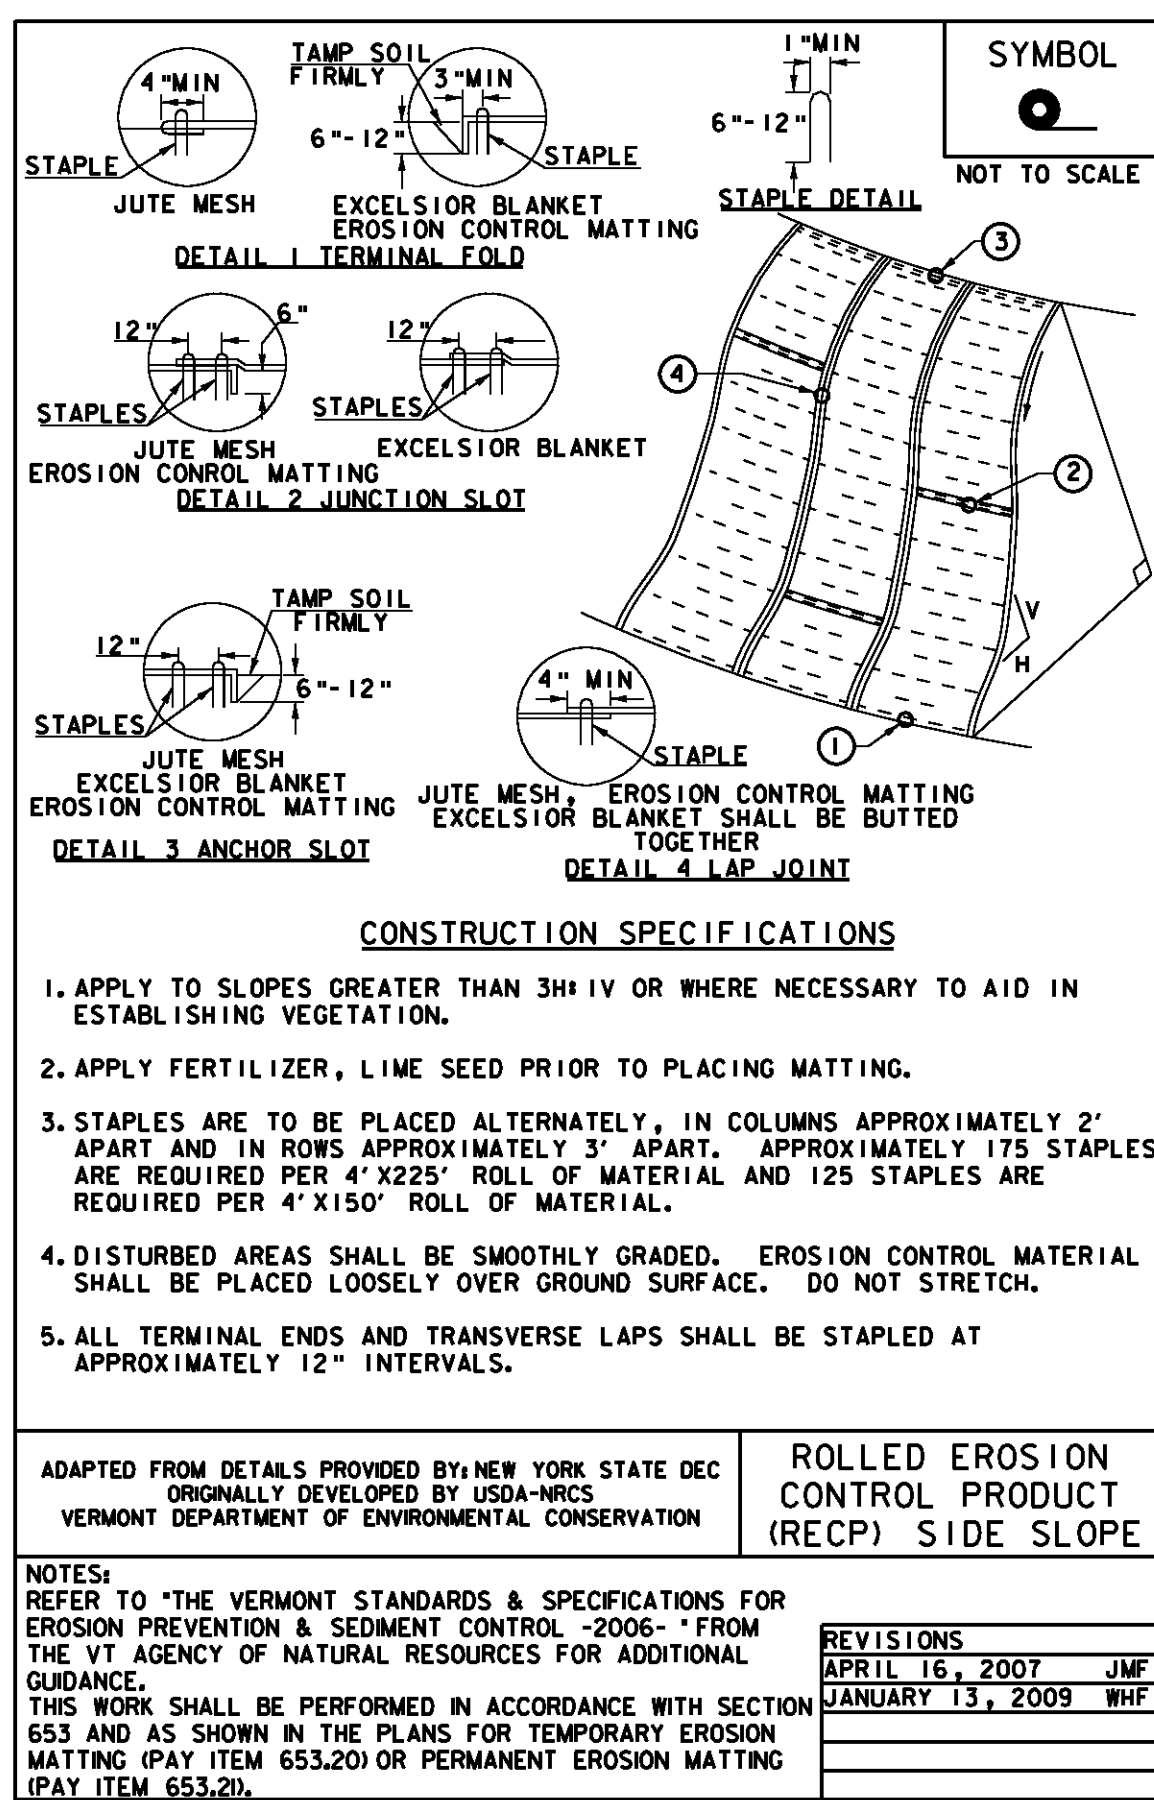 4"MIN
STAPLE
JUTE MESH
TAMP SOIL
FIRMLY
3"MIN
6"-12"
STAPLE
EXCELSIOR BLANKET
EROSION CONTROL MATTING
DETAIL 1 TERMINAL FOLD
1"MIN
6"-12"
STAPLE DETAIL
SYMBOL
NOT TO SCALE
12"
6"
STAPLES
JUTE MESH
EROSION CONROL MATTING
12"
STAPLES
EXCELSIOR BLANKET
DETAIL 2 JUNCTION SLOT
3
4
2
V
H
1
TAMP SOIL
FIRMLY
12"
6"-12"
STAPLES
JUTE MESH
EXCELSIOR BLANKET
EROSION CONTROL MATTING
DETAIL 3 ANCHOR SLOT
4" MIN
STAPLE
JUTE MESH, EROSION CONTROL MATTING
EXCELSIOR BLANKET SHALL BE BUTTED
TOGETHER
DETAIL 4 LAP JOINT
CONSTRUCTION SPECIFICATIONS
1. APPLY TO SLOPES GREATER THAN 3H:1V OR WHERE NECESSARY TO AID IN
ESTABLISHING VEGETATION.
2. APPLY FERTILIZER, LIME SEED PRIOR TO PLACING MATTING.
3. STAPLES ARE TO BE PLACED ALTERNATELY, IN COLUMNS APPROXIMATELY 2'
APART AND IN ROWS APPROXIMATELY 3' APART. APPROXIMATELY 175 STAPLES
ARE REQUIRED PER 4'X225' ROLL OF MATERIAL AND 125 STAPLES ARE
REQUIRED PER 4'X150' ROLL OF MATERIAL.
4. DISTURBED AREAS SHALL BE SMOOTHLY GRADED. EROSION CONTROL MATERIAL
SHALL BE PLACED LOOSELY OVER GROUND SURFACE. DO NOT STRETCH.
5. ALL TERMINAL ENDS AND TRANSVERSE LAPS SHALL BE STAPLED AT
APPROXIMATELY 12" INTERVALS.
ADAPTED FROM DETAILS PROVIDED BY: NEW YORK STATE DEC
ORIGINALLY DEVELOPED BY USDA-NRCS
VERMONT DEPARTMENT OF ENVIRONMENTAL CONSERVATION
ROLLED EROSION
CONTROL PRODUCT
(RECP) SIDE SLOPE
NOTES:
REFER TO "THE VERMONT STANDARDS & SPECIFICATIONS FOR
EROSION PREVENTION & SEDIMENT CONTROL -2006- " FROM
THE VT AGENCY OF NATURAL RESOURCES FOR ADDITIONAL
GUIDANCE.
THIS WORK SHALL BE PERFORMED IN ACCORDANCE WITH SECTION
653 AND AS SHOWN IN THE PLANS FOR TEMPORARY EROSION
MATTING (PAY ITEM 653.20) OR PERMANENT EROSION MATTING
(PAY ITEM 653.21).
REVISIONS
APRIL 16, 2007 JMF
JANUARY 13, 2009 WHF